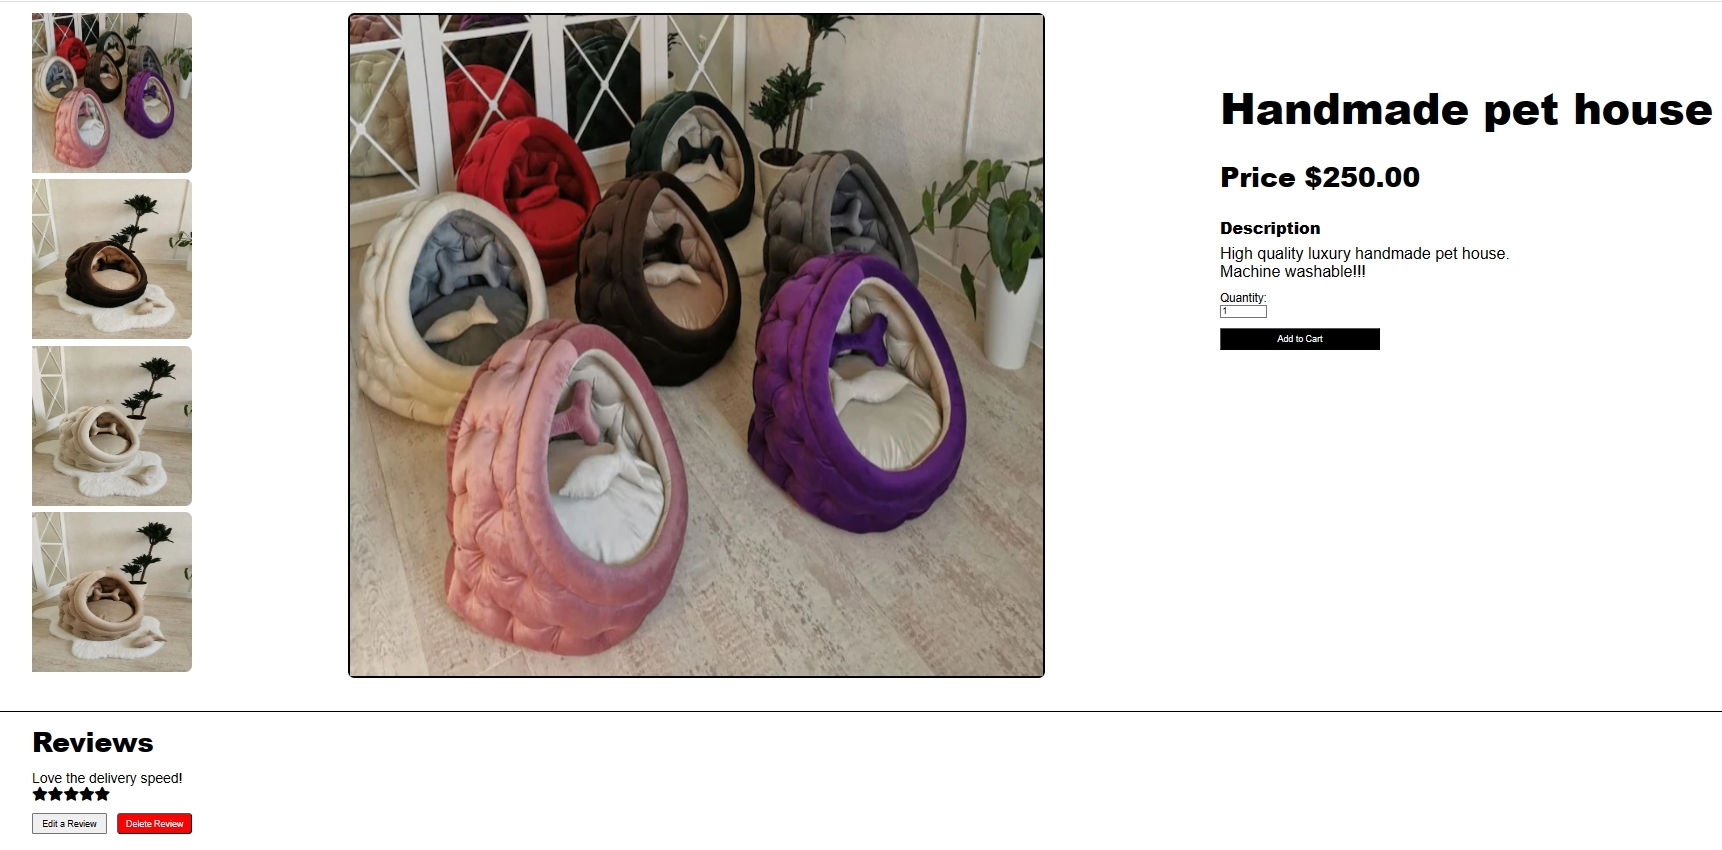 Handmade pet house
Price $250.00
Description
High quality luxury handmade pet house.
Machine washable!!!
Quantity:
1
Add to Cart
Reviews
Love the delivery speed!
Edit a Review
Delete Review